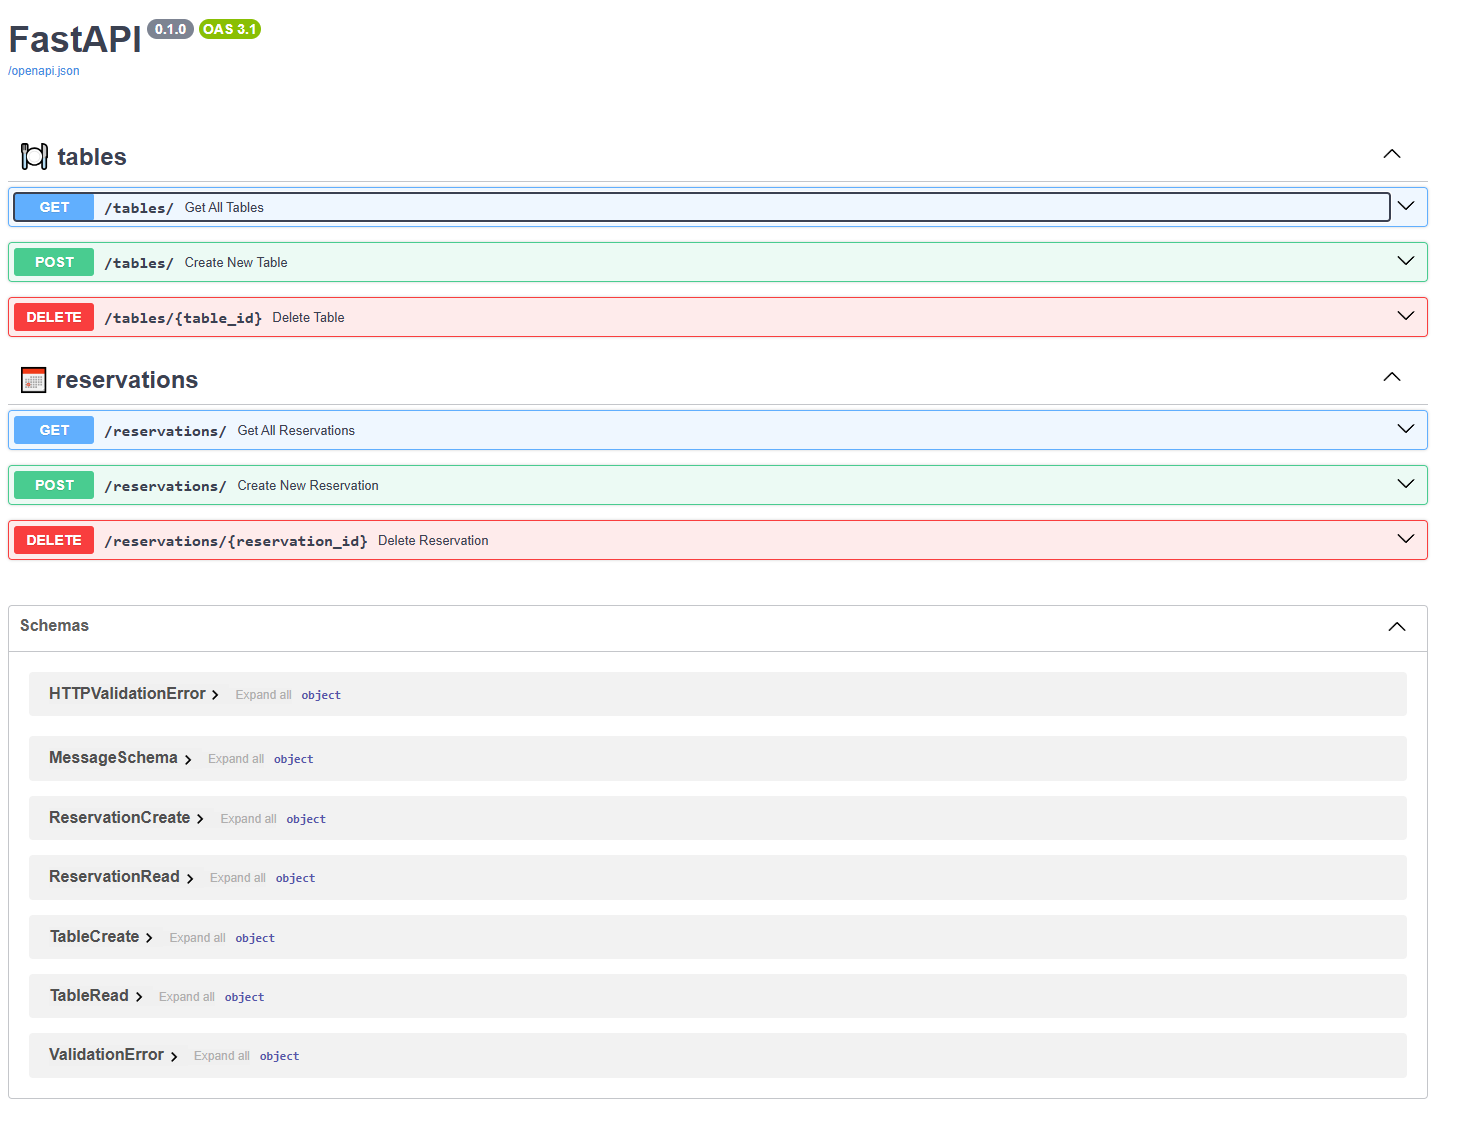 FastAPI 0.1.0 OAS 3.1
/openapi.json
🍽 tables
GET /tables/ Get All Tables
POST /tables/ Create New Table
DELETE /tables/{table_id} Delete Table
📅 reservations
GET /reservations/ Get All Reservations
POST /reservations/ Create New Reservation
DELETE /reservations/{reservation_id} Delete Reservation
Schemas
HTTPValidationError Expand all object
MessageSchema Expand all object
ReservationCreate Expand all object
ReservationRead Expand all object
TableCreate Expand all object
TableRead Expand all object
ValidationError Expand all object